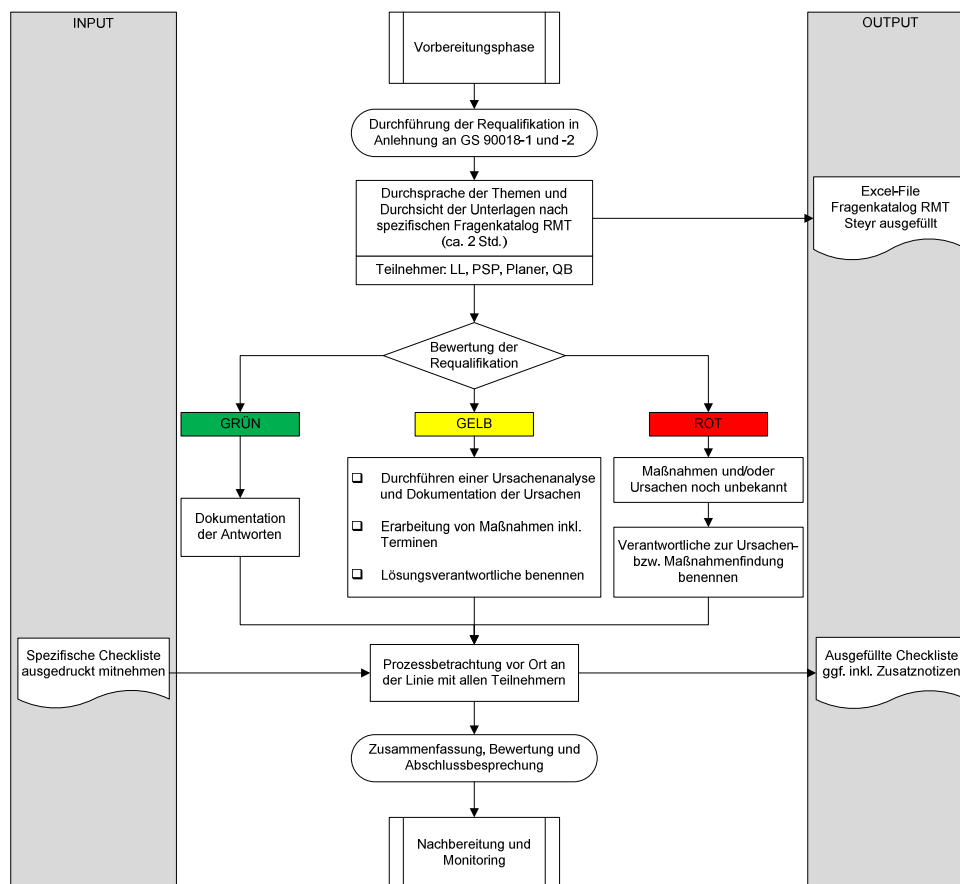 INPUT
OUTPUT
Vorbereitungsphase
Durchführung der Requalifikation in
Anlehnung an GS 90018-1 und -2
Durchsprache der Themen und
Durchsicht der Unterlagen nach
spezifischen Fragenkatalog RMT
(ca. 2 Std.)
Teilnehmer: LL, PSP, Planer, QB
Excel-File
Fragenkatalog RMT
Steyr ausgefüllt
Bewertung der
Requalifikation
GRÜN
GELB
ROT
Dokumentation
der Antworten
Durchführen einer Ursachenanalyse
und Dokumentation der Ursachen
Erarbeitung von Maßnahmen inkl.
Terminen
Lösungsverantwortliche benennen
Maßnahmen und/oder
Ursachen noch unbekannt
Verantwortliche zur Ursachen-
bzw. Maßnahmenfindung
benennen
Spezifische Checkliste
ausgedruckt mitnehmen
Prozessbetrachtung vor Ort an
der Linie mit allen Teilnehmern
Ausgefüllte Checkliste
ggf. inkl. Zusatznotizen
Zusammenfassung, Bewertung und
Abschlussbesprechung
Nachbereitung und
Monitoring